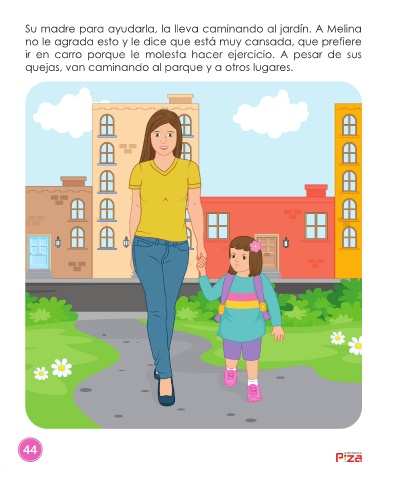 Su madre para ayudarla, la lleva caminando al jardín. A Melina
no le agrada esto y le dice que está muy cansada, que prefiere
ir en carro porque le molesta hacer ejercicio. A pesar de sus
quejas, van caminando al parque y a otros lugares.
44
Piza